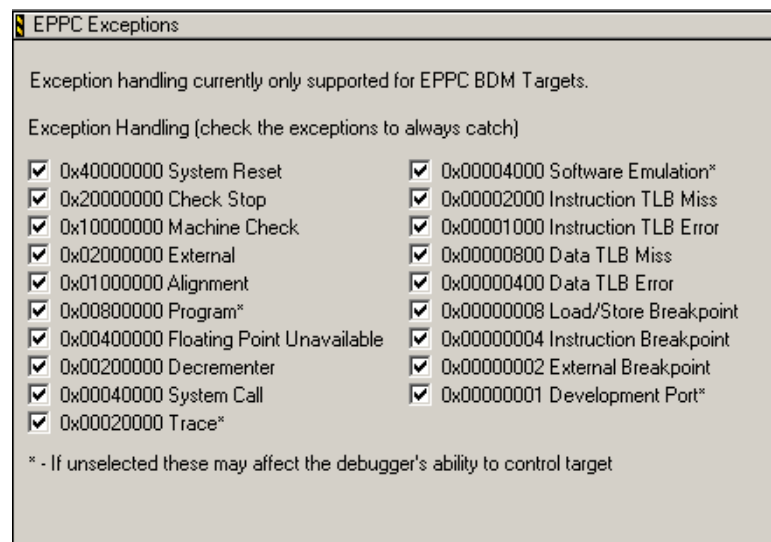 EPPC Exceptions
Exception handling currently only supported for EPPC BDM Targets.
Exception Handling (check the exceptions to always catch)
0x40000000 System Reset
0x20000000 Check Stop
0x10000000 Machine Check
0x02000000 External
0x01000000 Alignment
0x00800000 Program*
0x00400000 Floating Point Unavailable
0x00200000 Decrementer
0x00040000 System Call
0x00020000 Trace*
0x00004000 Software Emulation*
0x00002000 Instruction TLB Miss
0x00001000 Instruction TLB Error
0x00000800 Data TLB Miss
0x00000400 Data TLB Error
0x00000008 Load/Store Breakpoint
0x00000004 Instruction Breakpoint
0x00000002 External Breakpoint
0x00000001 Development Port*
* - If unselected these may affect the debugger's ability to control target